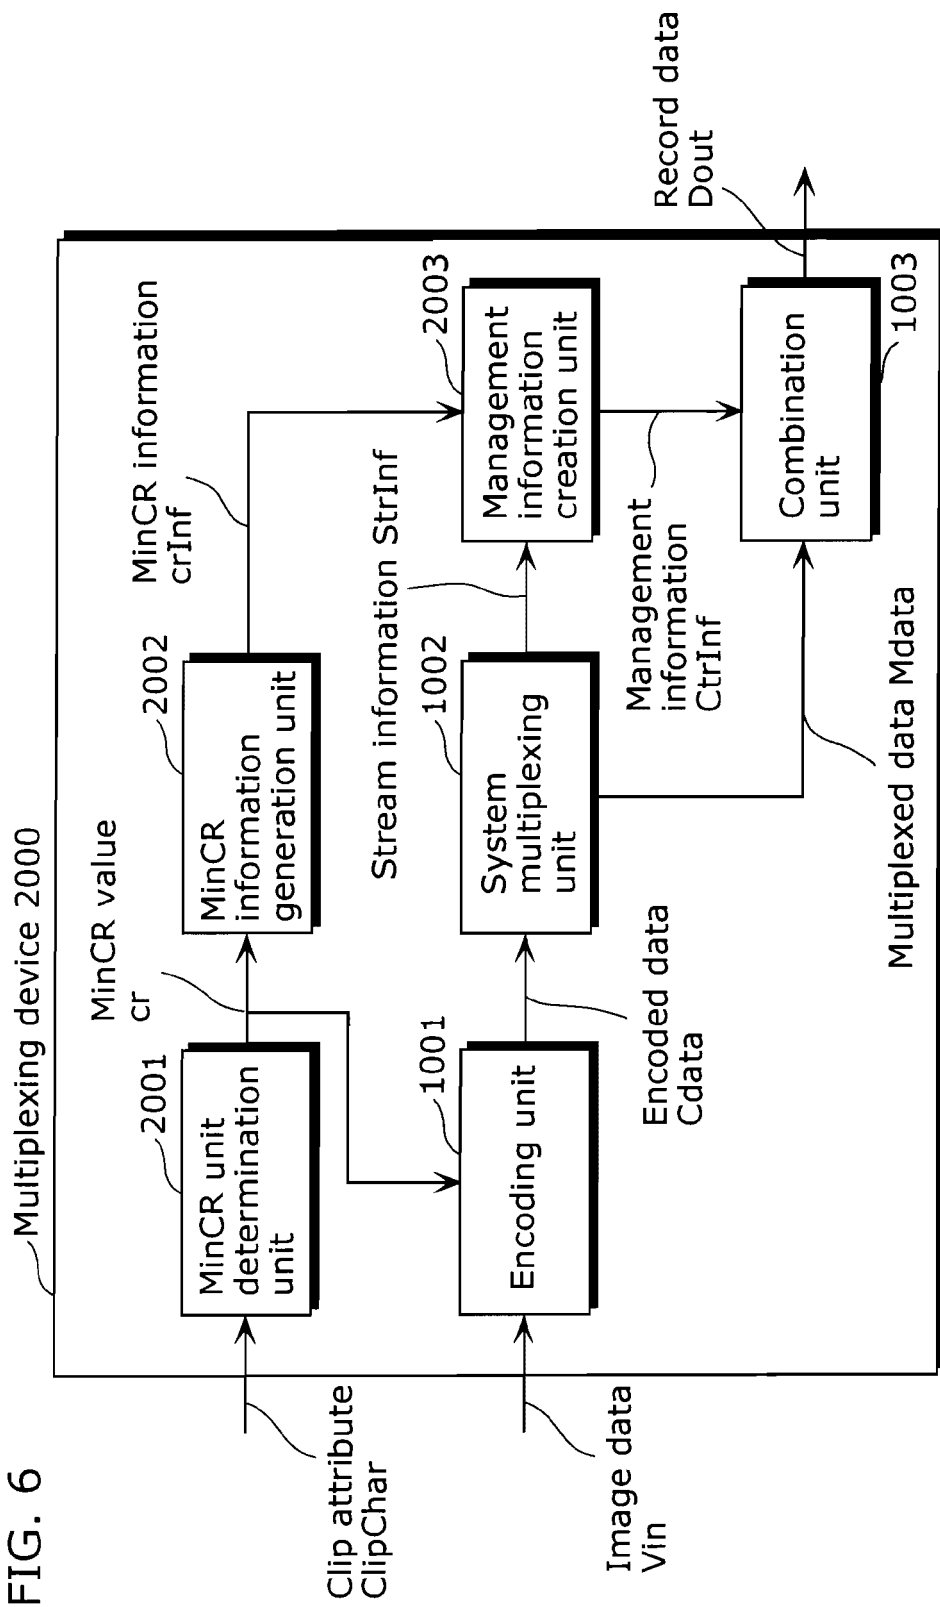 FIG. 6
Multiplexing device 2000
Clip attribute
ClipChar
2001
MinCR unit
determination
unit
MinCR value
cr
2002
MinCR
information
generation unit
MinCR information
crInf
Image data
Vin
1001
Encoding unit
Encoded data
Cdata
1002
System
multiplexing
unit
Stream information StrInf
2003
Management
information
creation unit
Management
information
CtrInf
Multiplexed data Mdata
Combination
unit
1003
Record data
Dout